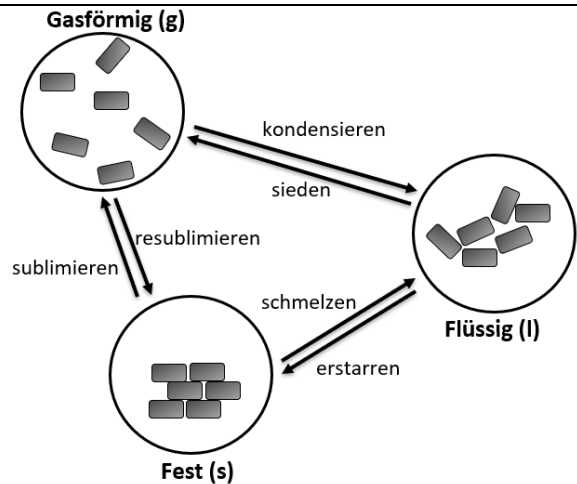 Gasförmig (g)
kondensieren
sieden
resublimieren
sublimieren
schmelzen
Flüssig (l)
erstarren
Fest (s)